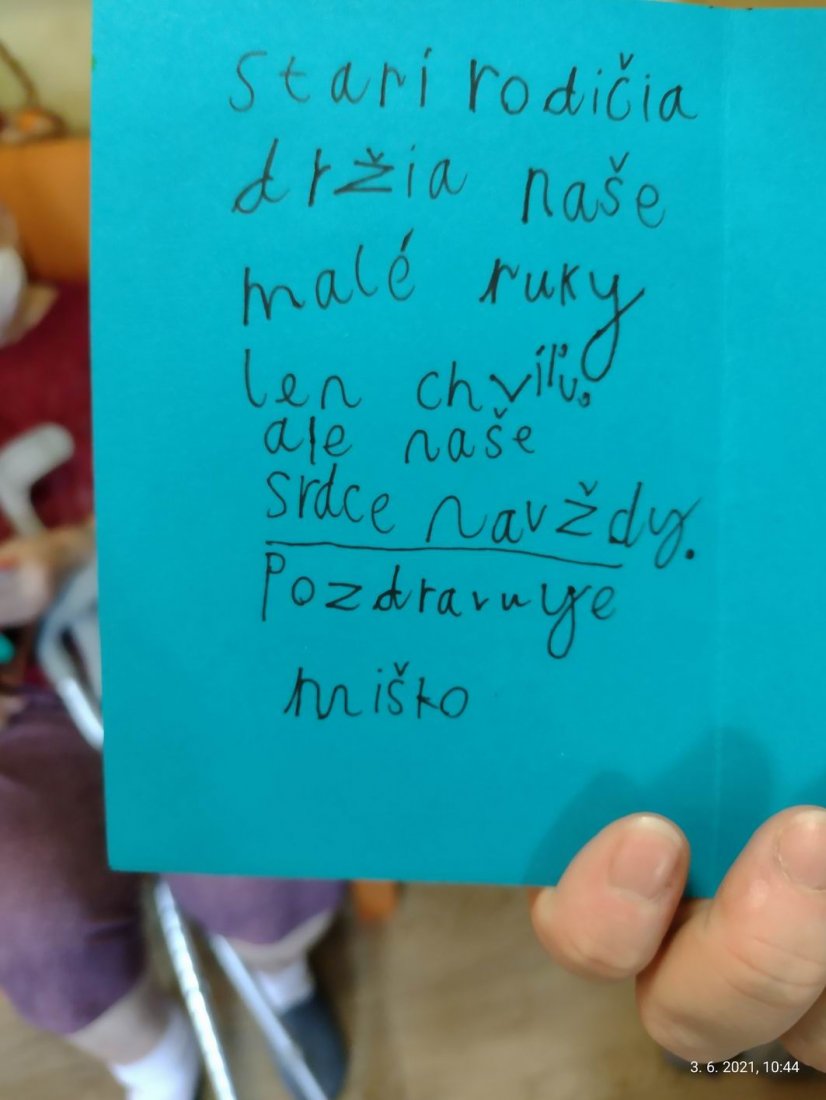 Starí rodičia
držia naše
malé ruky
len chvíľu.
ale naše
srdce navždy.
Pozdravuje
miško
3. 6. 2021, 10:44